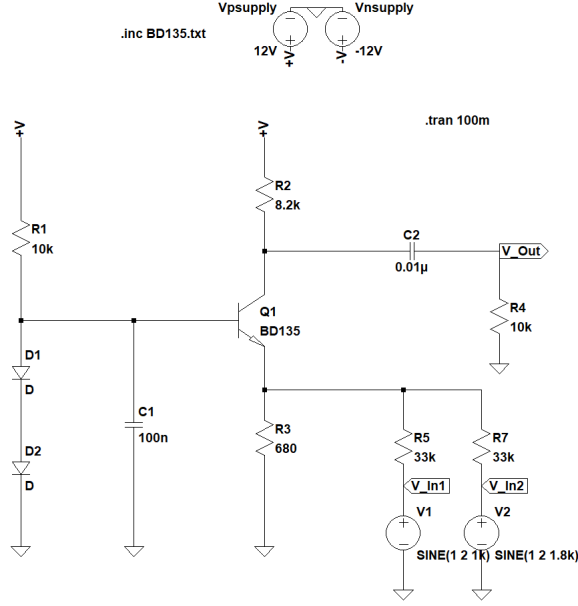 Vpsupply
Vnsupply
.inc BD135.txt
12V
+V
-V
-12V
+V
+V
.tran 100m
R2
8.2k
R1
10k
C2
0.01µ
V_Out
R4
10k
Q1
BD135
D1
D
C1
100n
R3
680
R5
33k
R7
33k
D2
D
V_In1
V_In2
V1
V2
SINE(1 2 1k)
SINE(1 2 1.8k)